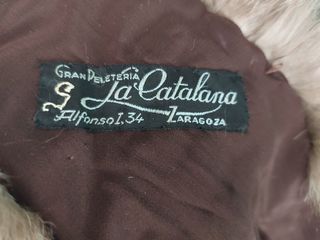 GRAN PELETERIA
La Catalana
Alfonso I, 34 ZARAGOZA